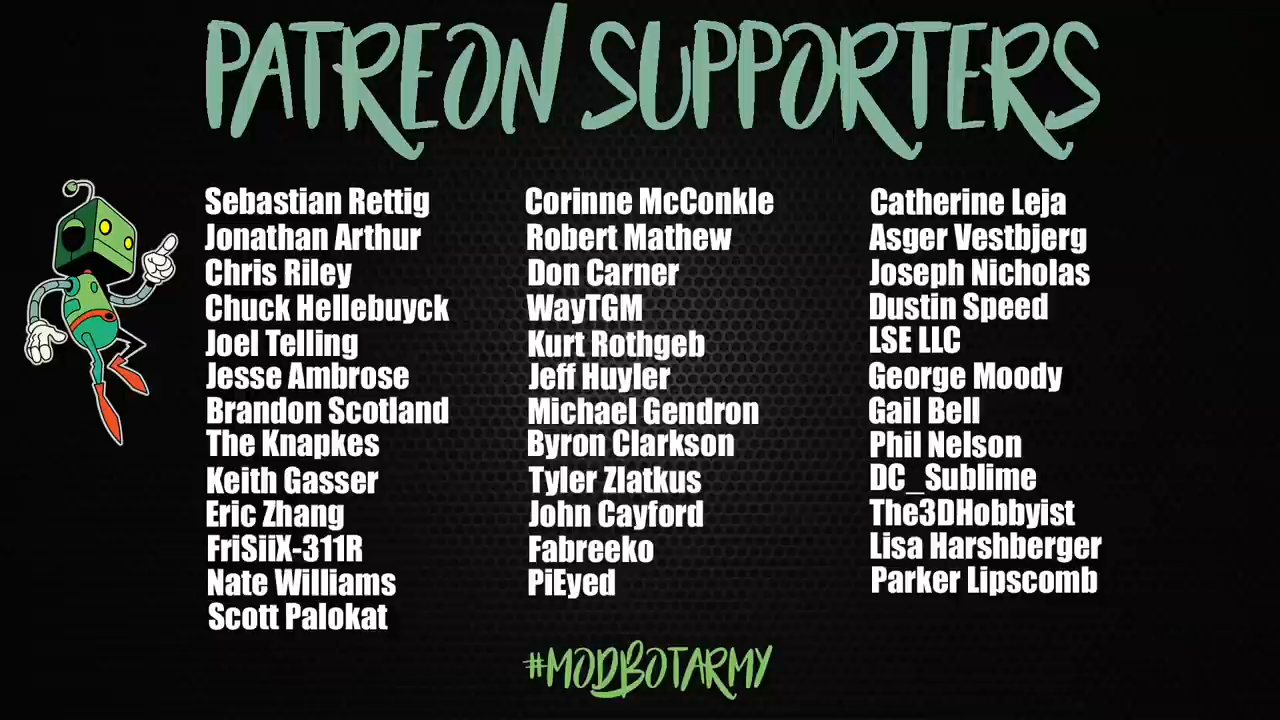 PATREON SUPPORTERS
Sebastian Rettig
Jonathan Arthur
Chris Riley
Chuck Hellebuyck
Joel Telling
Jesse Ambrose
Brandon Scotland
The Knapkes
Keith Gasser
Eric Zhang
FriSiiX-311R
Nate Williams
Scott Palokat
Corinne McConkle
Robert Mathew
Don Carner
WayTGM
Kurt Rothgeb
Jeff Huyler
Michael Gendron
Byron Clarkson
Tyler Zlatkus
John Cayford
Fabreeko
PiEyed
Catherine Leja
Asger Vestbjerg
Joseph Nicholas
Dustin Speed
LSE LLC
George Moody
Gail Bell
Phil Nelson
DC_Sublime
The3DHobbyist
Lisa Harshberger
Parker Lipscomb
#MODBOTARMY